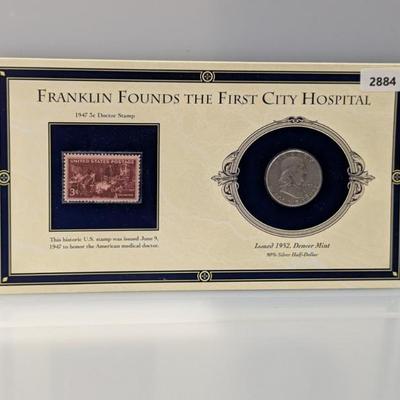 2884
FRANKLIN FOUNDS THE FIRST CITY HOSPITAL
1947 3c Doctor Stamp
UNITED STATES POSTAGE
3¢
This historic U.S. stamp was issued June 9,
1947 to honor the American medical doctor.
Issued 1952, Denver Mint
90% Silver Half-Dollar